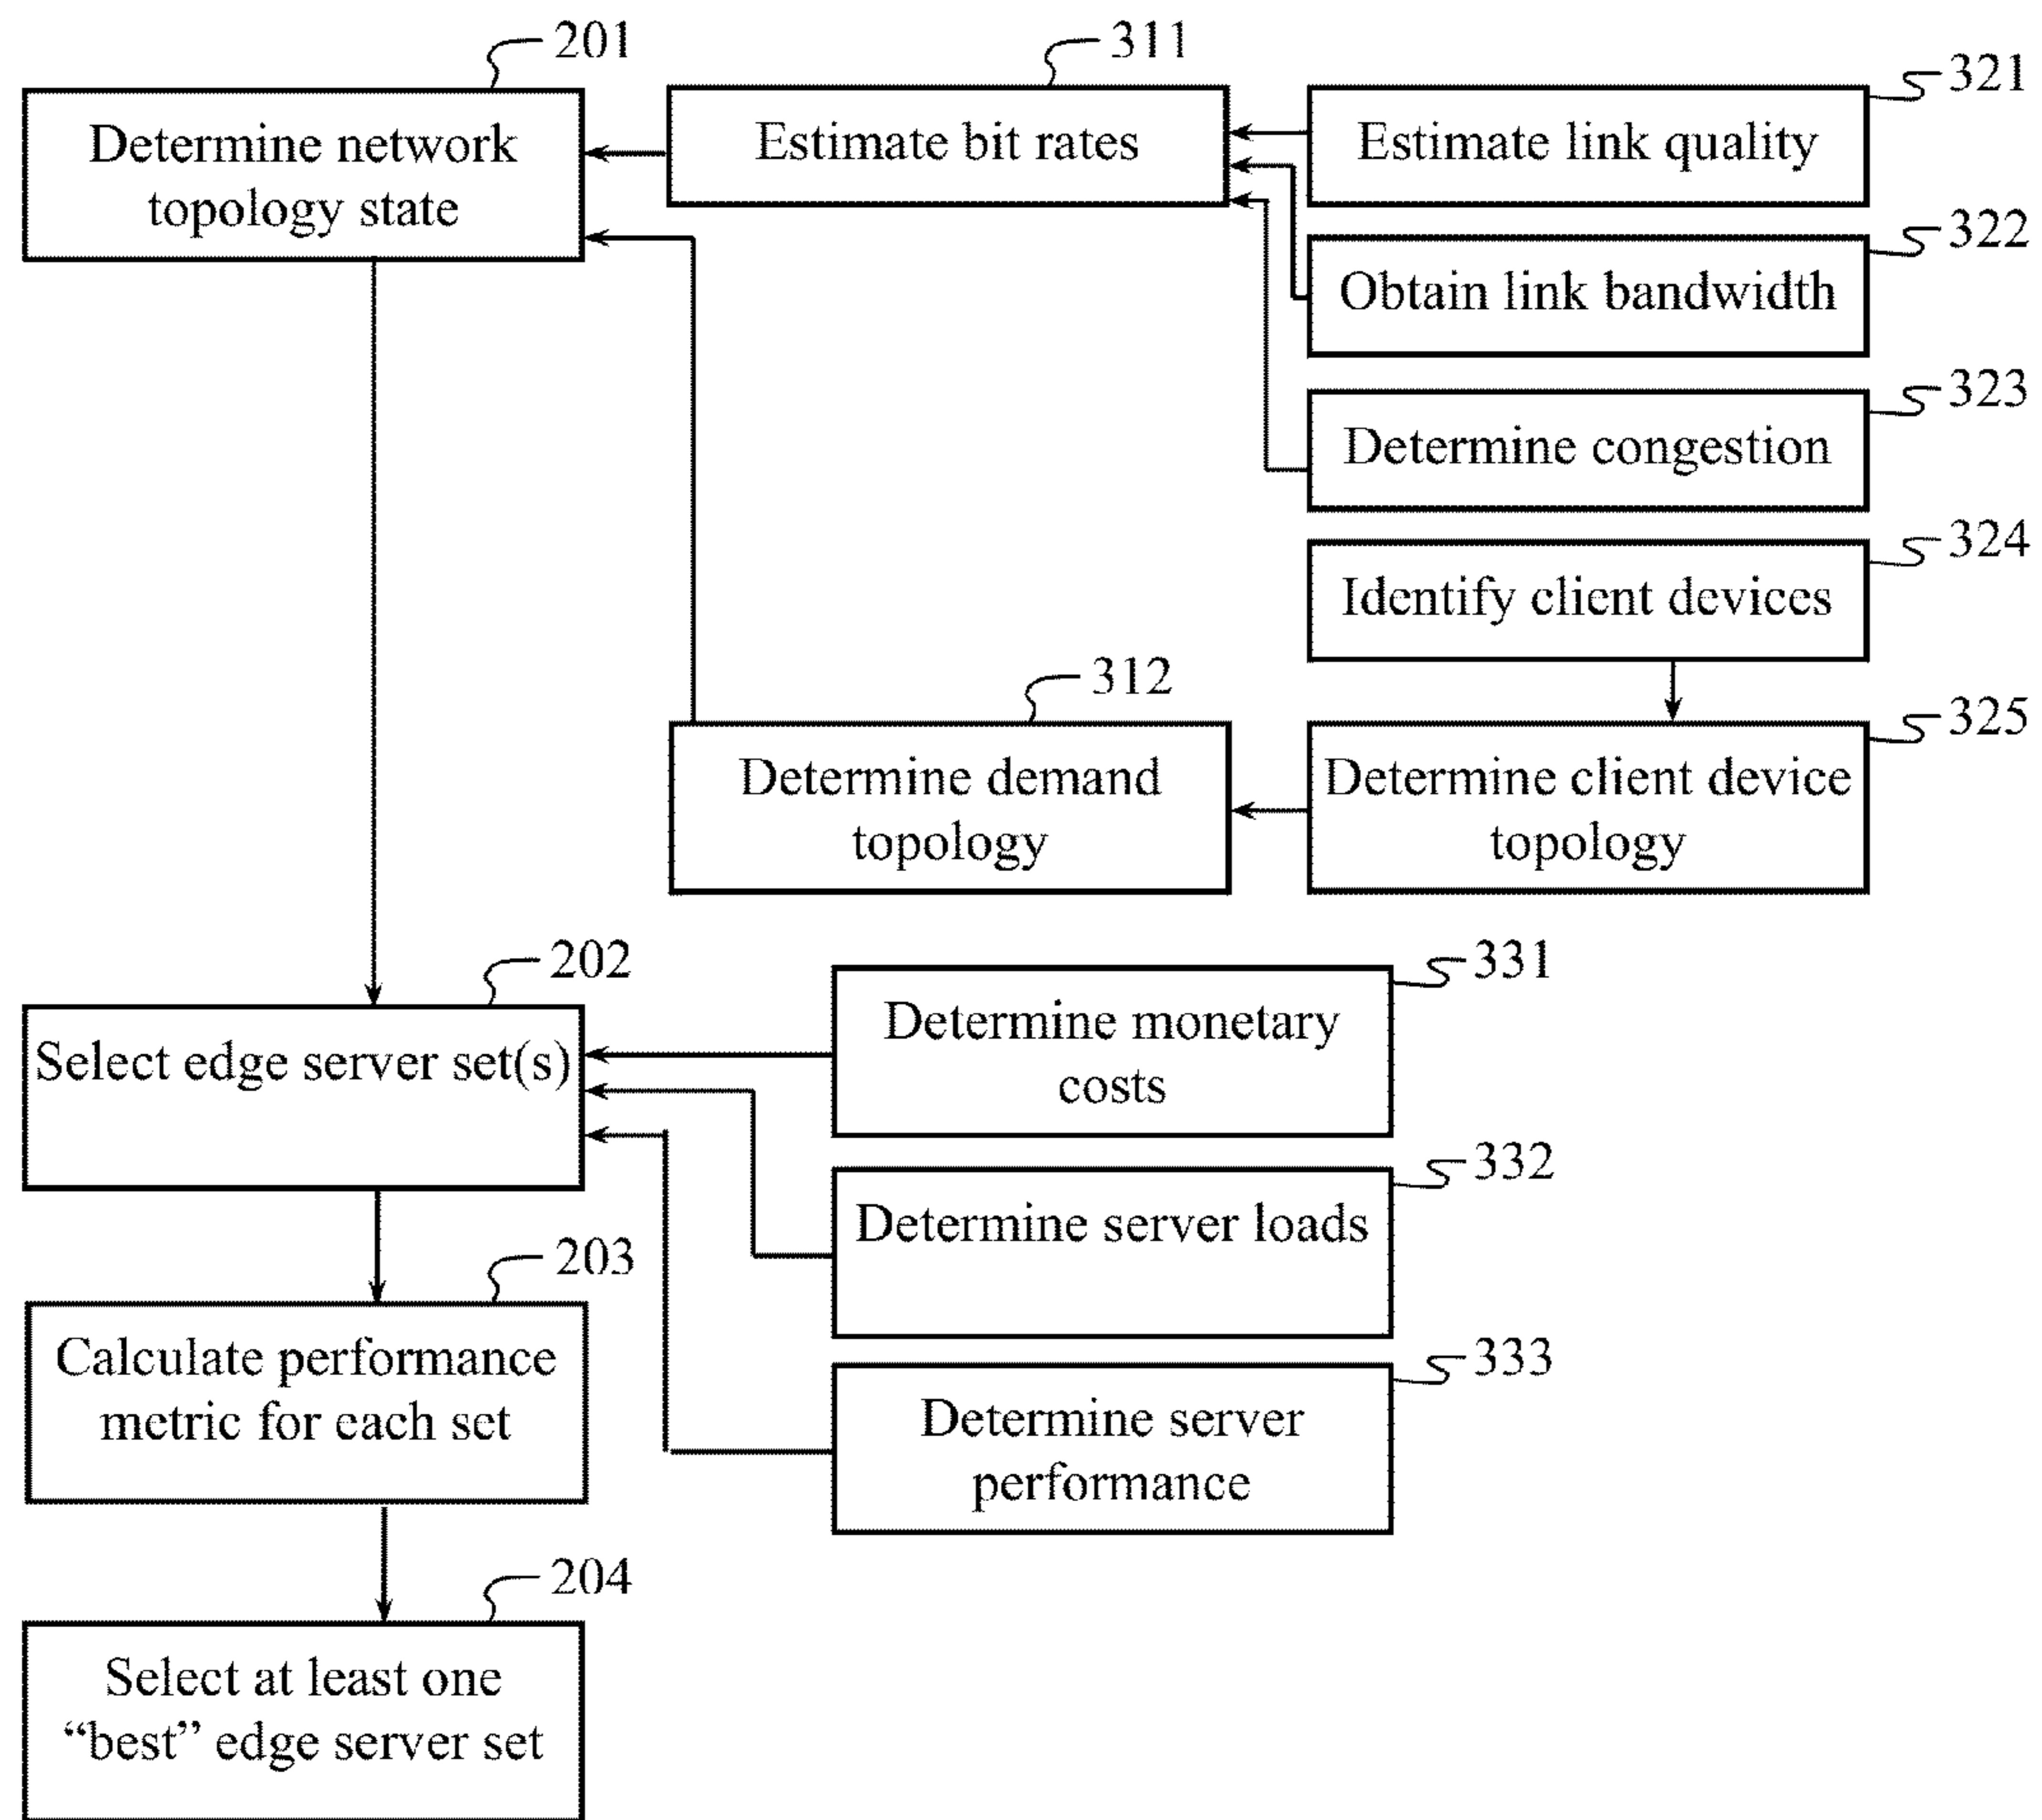 201
Determine network
topology state
311
Estimate bit rates
321
Estimate link quality
322
Obtain link bandwidth
323
Determine congestion
324
Identify client devices
312
Determine demand
topology
325
Determine client device
topology
202
Select edge server set(s)
331
Determine monetary
costs
332
Determine server loads
203
Calculate performance
metric for each set
333
Determine server
performance
204
Select at least one
“best” edge server set